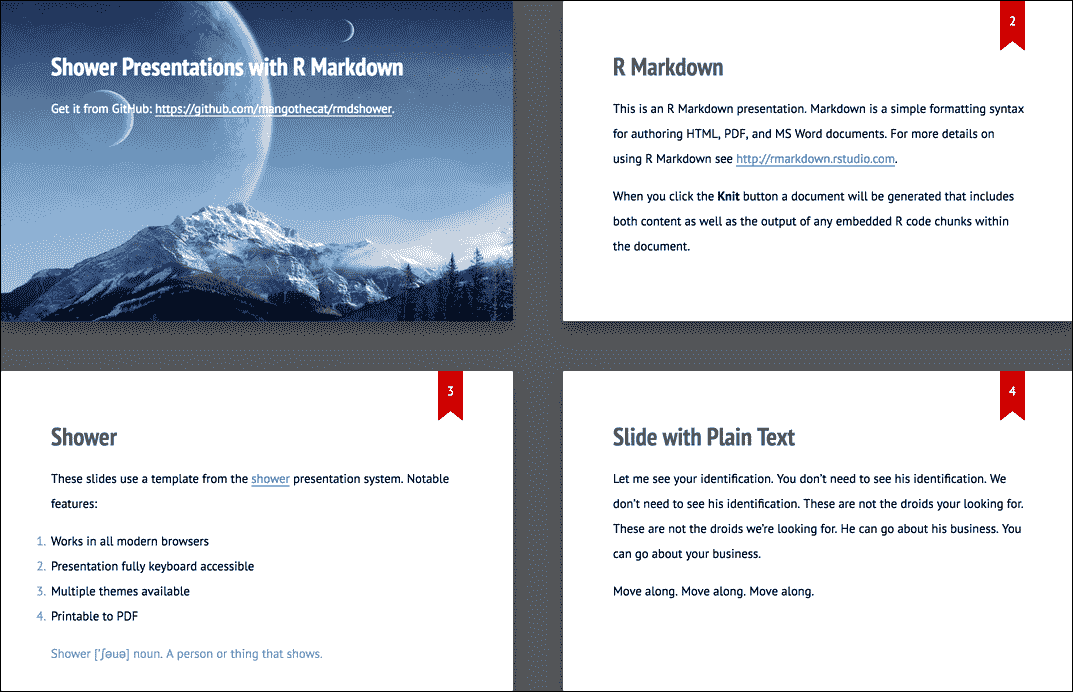 Shower Presentations with R Markdown
Get it from GitHub: https://github.com/mangothecat/rmdshower.
2
R Markdown
This is an R Markdown presentation. Markdown is a simple formatting syntax
for authoring HTML, PDF, and MS Word documents. For more details on
using R Markdown see http://rmarkdown.rstudio.com.
When you click the Knit button a document will be generated that includes
both content as well as the output of any embedded R code chunks within
the document.
3
Shower
These slides use a template from the shower presentation system. Notable
features:
1. Works in all modern browsers
2. Presentation fully keyboard accessible
3. Multiple themes available
4. Printable to PDF
Shower ['ʃəuə] noun. A person or thing that shows.
4
Slide with Plain Text
Let me see your identification. You don't need to see his identification. We
don't need to see his identification. These are not the droids your looking for.
These are not the droids we're looking for. He can go about his business. You
can go about your business.
Move along. Move along. Move along.